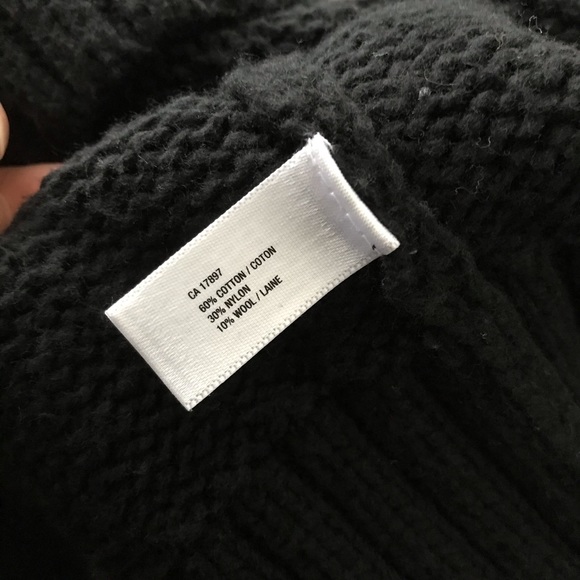 CA 17897
60% COTTON / COTON
30% NYLON
10% WOOL / LAINE